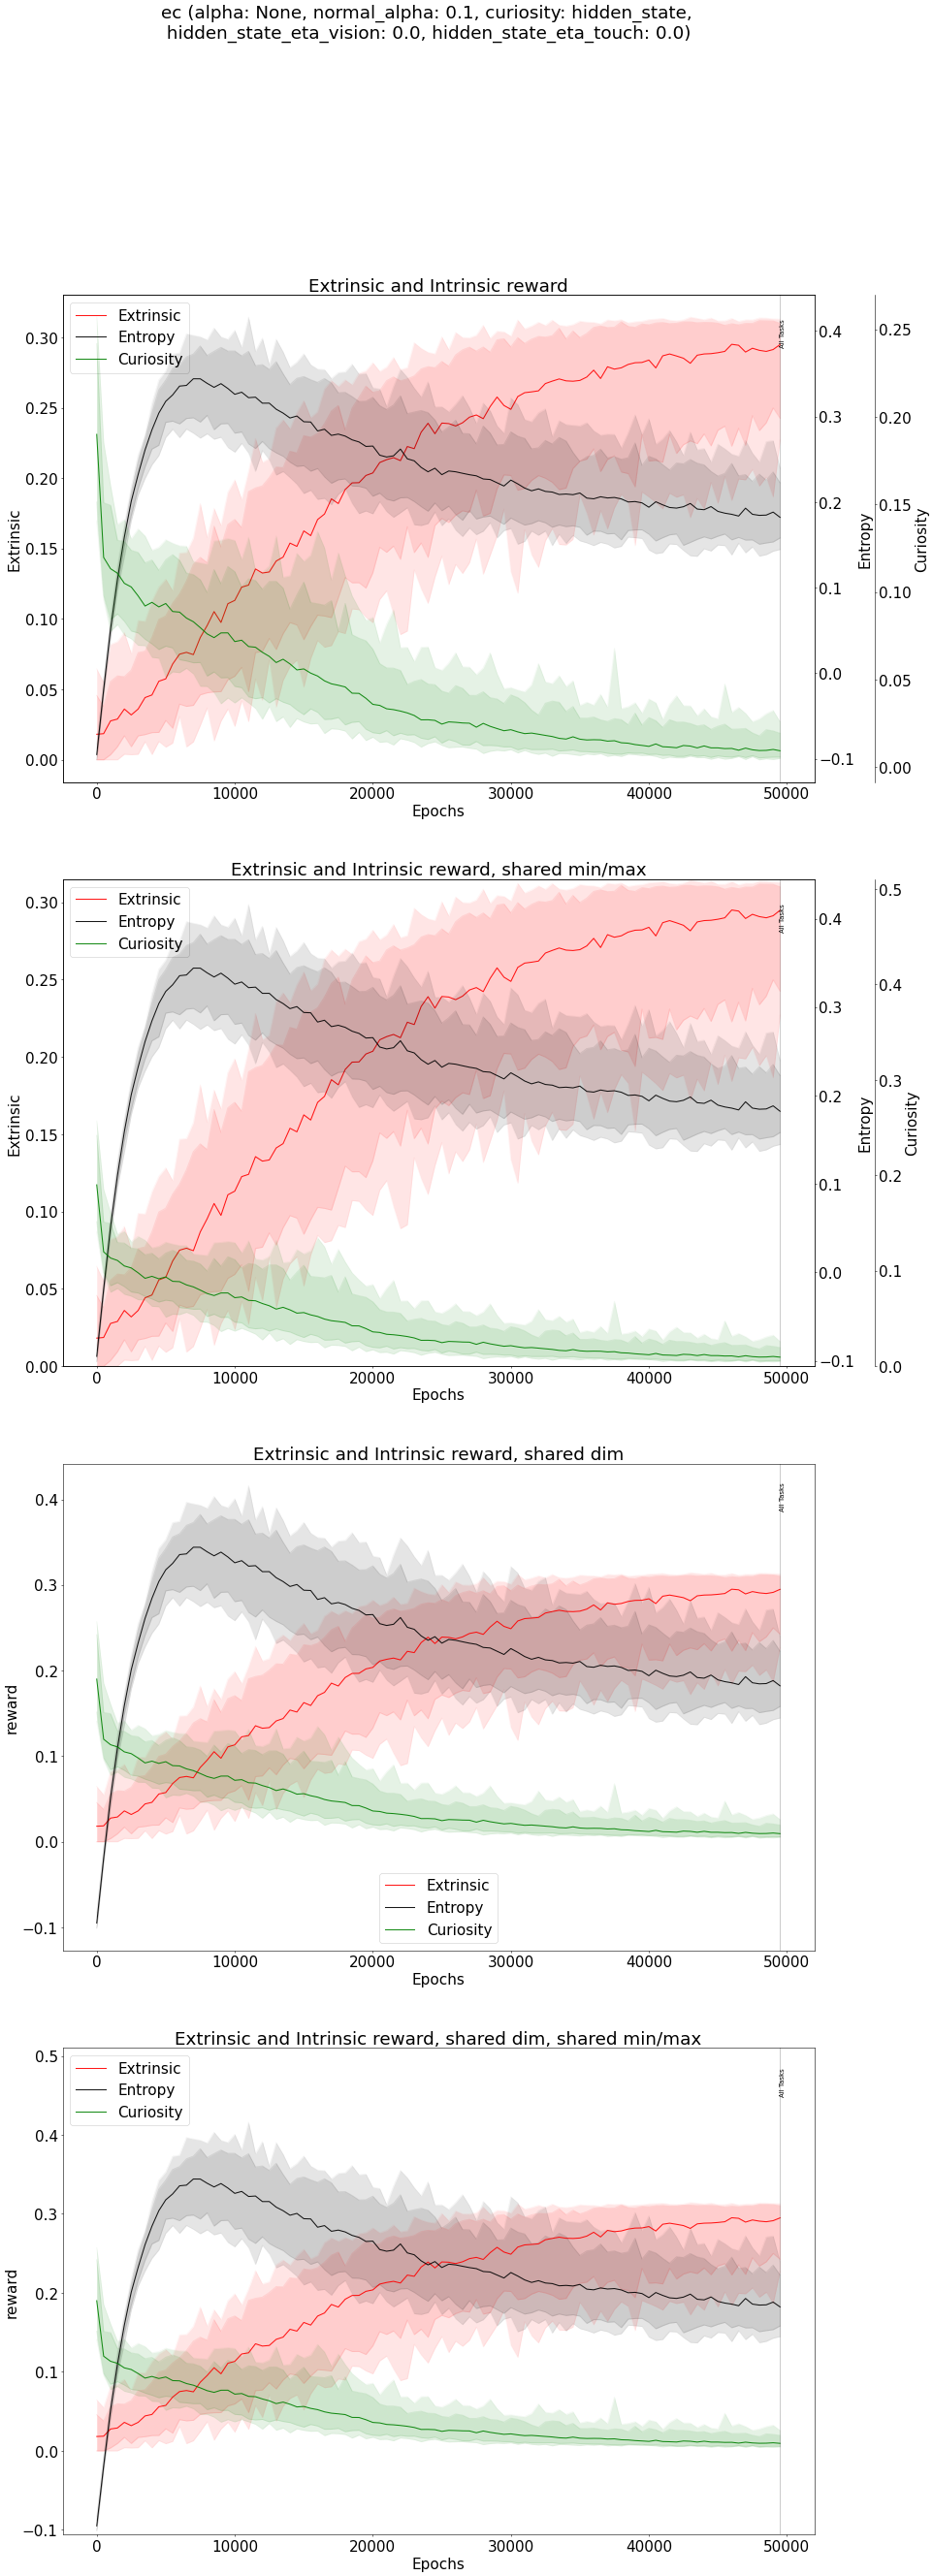 ec (alpha: None, normal_alpha: 0.1, curiosity: hidden_state,
hidden_state_eta_vision: 0.0, hidden_state_eta_touch: 0.0)
Extrinsic and Intrinsic reward
Extrinsic
Entropy
Curiosity
All Tasks
0.30
0.25
0.20
0.15
0.10
0.05
0.00
Extrinsic
0.4
0.3
0.2
0.1
0.0
−0.1
Entropy
0.25
0.20
0.15
0.10
0.05
0.00
Curiosity
0 10000 20000 30000 40000 50000
Epochs
Extrinsic and Intrinsic reward, shared min/max
Extrinsic
Entropy
Curiosity
All Tasks
0.30
0.25
0.20
0.15
0.10
0.05
0.00
Extrinsic
0.4
0.3
0.2
0.1
0.0
−0.1
Entropy
0.5
0.4
0.3
0.2
0.1
0.0
Curiosity
0 10000 20000 30000 40000 50000
Epochs
Extrinsic and Intrinsic reward, shared dim
All Tasks
0.4
0.3
0.2
0.1
0.0
−0.1
reward
Extrinsic
Entropy
Curiosity
0 10000 20000 30000 40000 50000
Epochs
Extrinsic and Intrinsic reward, shared dim, shared min/max
Extrinsic
Entropy
Curiosity
All Tasks
0.5
0.4
0.3
0.2
0.1
0.0
−0.1
reward
0 10000 20000 30000 40000 50000
Epochs